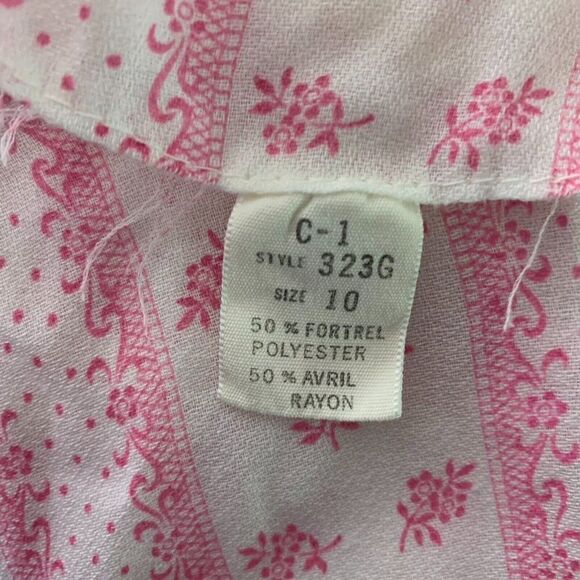 C-1
STYLE 323G
SIZE 10
50 % FORTREL
POLYESTER
50 % AVRIL
RAYON